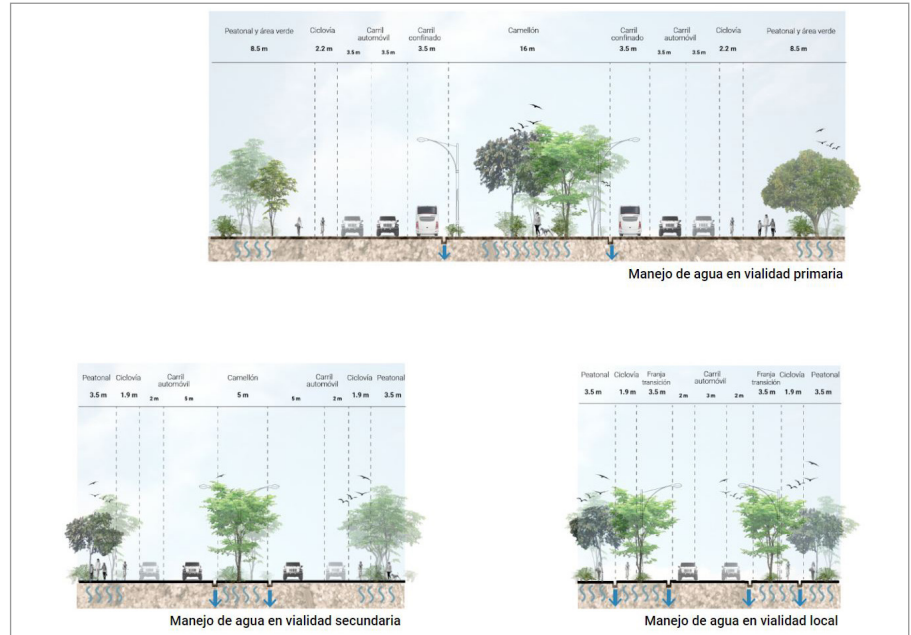 Peatonal y área verde Ciclovía Carril automóvil Carril confinado Camellón Carril confinado Carril automóvil Ciclovía Peatonal y área verde
8.5 m 2.2 m 3.5 m 3.5 m 3.5 m 16 m 3.5 m 3.5 m 3.5 m 2.2 m 8.5 m
Manejo de agua en vialidad primaria
Peatonal Ciclovía Carril automóvil Camellón Carril automóvil Ciclovía Peatonal
3.5 m 1.9 m 2 m 5 m 5 m 5 m 2 m 1.9 m 3.5 m
Manejo de agua en vialidad secundaria
Peatonal Ciclovía Franja transición Carril automóvil Franja transición Ciclovía Peatonal
3.5 m 1.9 m 3.5 m 2 m 3 m 2 m 3.5 m 1.9 m 3.5 m
Manejo de agua en vialidad local